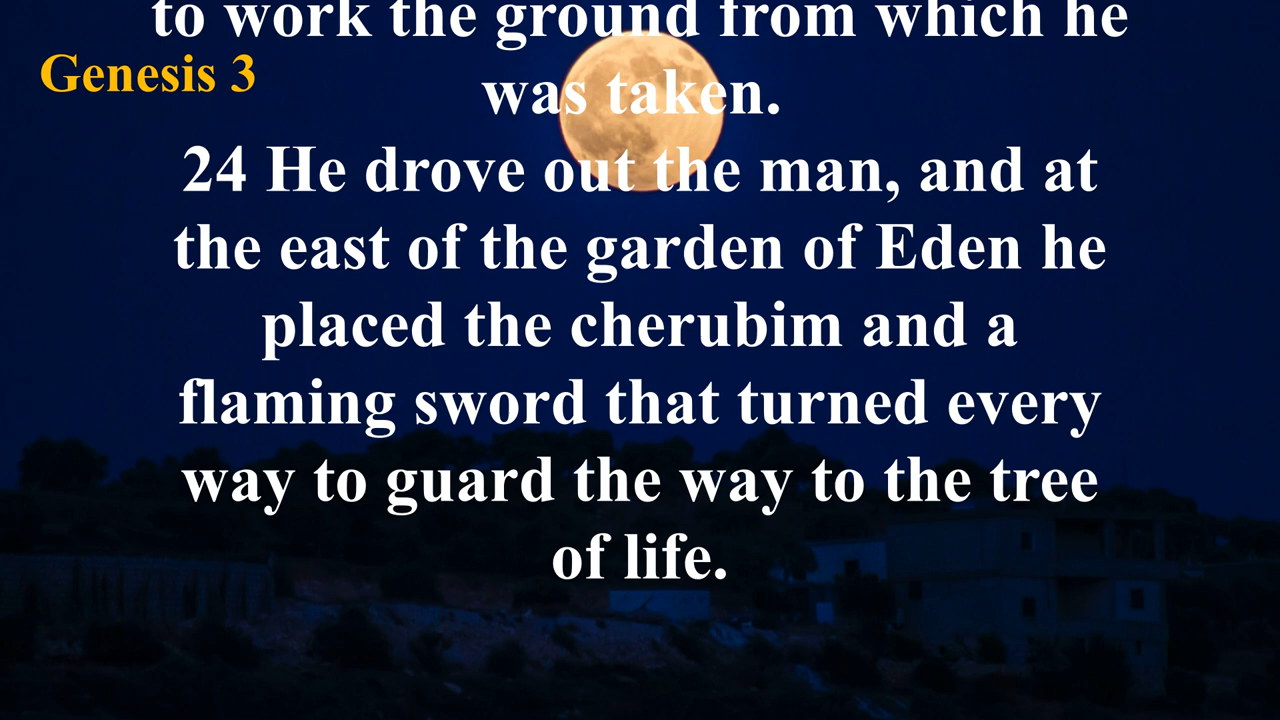 to work the ground from which he
Genesis 3
was taken.
24 He drove out the man, and at
the east of the garden of Eden he
placed the cherubim and a
flaming sword that turned every
way to guard the way to the tree
of life.